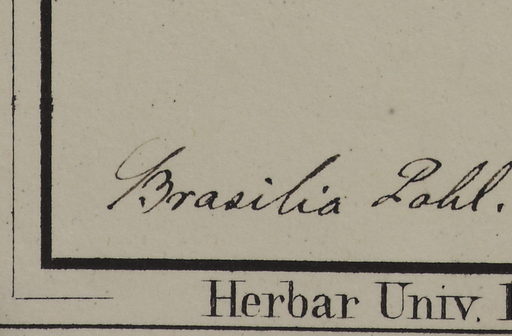 Brasilia Pohl.
Herbar Univ.